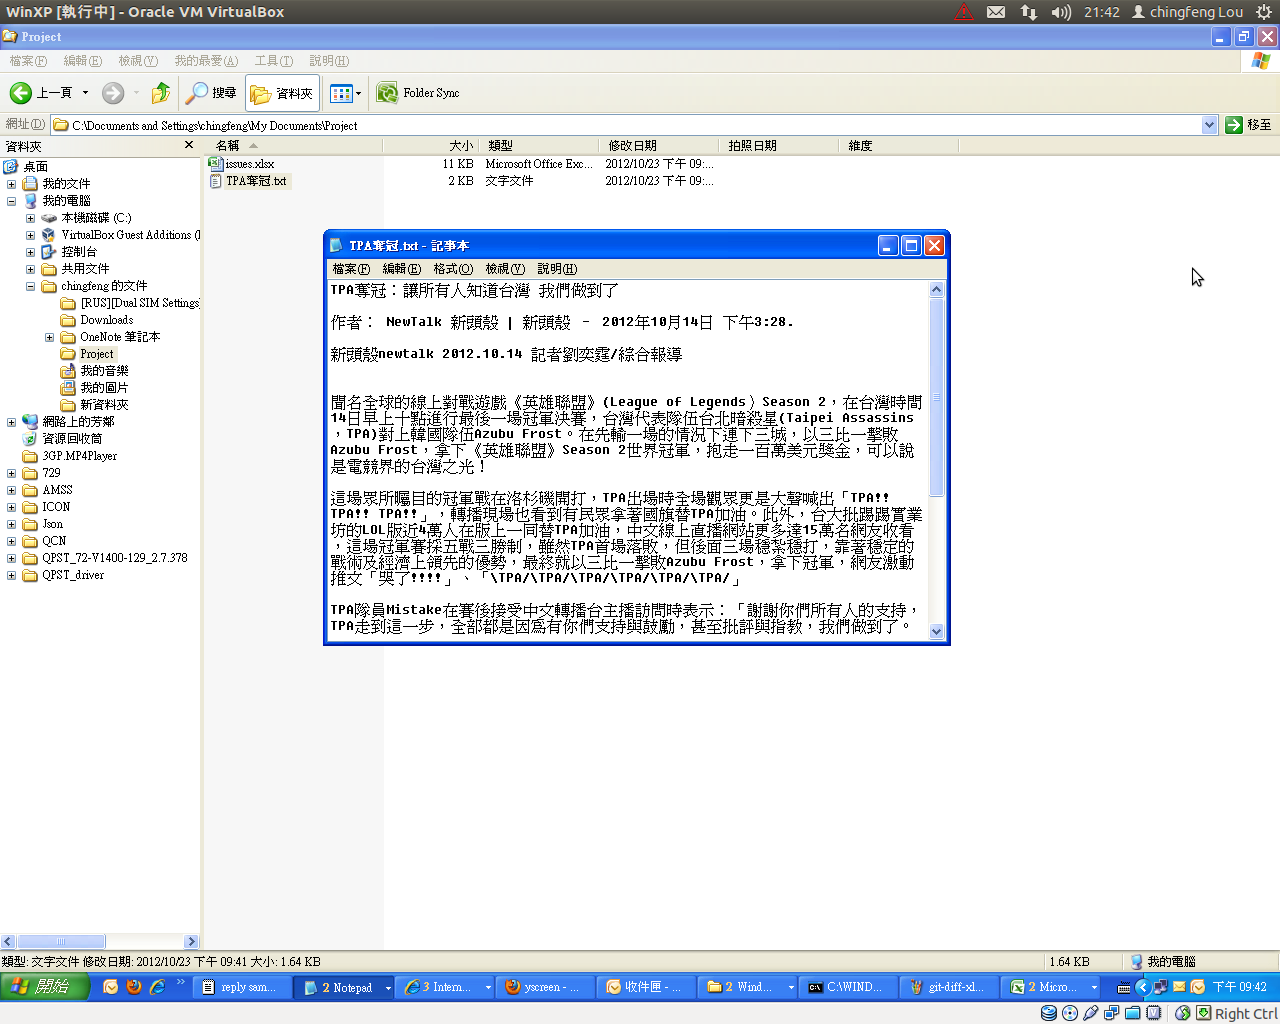 WinXP [執行中] - Oracle VM VirtualBox
21:42 chingfeng Lou
Project
檔案(F) 編輯(E) 檢視(V) 我的最愛(A) 工具(T) 說明(H)
上一頁 搜尋 資料夾 Folder Sync
網址(D) C:\Documents and Settings\chingfeng\My Documents\Project 移至
資料夾
名稱 大小 類型 修改日期 拍照日期 維度
issues.xlsx 11 KB Microsoft Office Exc... 2012/10/23 下午 09:...
TPA奪冠.txt 2 KB 文字文件 2012/10/23 下午 09:...
桌面
我的文件
我的電腦
本機磁碟 (C:)
VirtualBox Guest Additions (I
控制台
共用文件
chingfeng 的文件
[RUS][Dual SIM Settings
Downloads
OneNote 筆記本
Project
我的音樂
我的圖片
新資料夾
網路上的芳鄰
資源回收筒
3GP.MP4Player
729
AMSS
ICON
Json
QCN
QPST_72-V1400-129_2.7.378
QPST_driver
TPA奪冠.txt - 記事本
檔案(F) 編輯(E) 格式(O) 檢視(V) 說明(H)
TPA奪冠：讓所有人知道台灣 我們做到了
作者： NewTalk 新頭殼 | 新頭殼 – 2012年10月14日 下午3:28.
新頭殼newtalk 2012.10.14 記者劉奕霆/綜合報導
聞名全球的線上對戰遊戲《英雄聯盟》(League of Legends）Season 2，在台灣時間
14日早上十點進行最後一場冠軍決賽，台灣代表隊伍台北暗殺星(Taipei Assassins
，TPA)對上韓國隊伍Azubu Frost。在先輸一場的情況下連下三城，以三比一擊敗
Azubu Frost，拿下《英雄聯盟》Season 2世界冠軍，抱走一百萬美元獎金，可以說
是電競界的台灣之光！
這場眾所矚目的冠軍戰在洛杉磯開打，TPA出場時全場觀眾更是大聲喊出「TPA!!
TPA!! TPA!!」，轉播現場也看到有民眾拿著國旗替TPA加油。此外，台大批踢踢實業
坊的LOL版近4萬人在版上一同替TPA加油，中文線上直播網站更多達15萬名網友收看
，這場冠軍賽採五戰三勝制，雖然TPA首場落敗，但後面三場穩紮穩打，靠著穩定的
戰術及經濟上領先的優勢，最終就以三比一擊敗Azubu Frost，拿下冠軍，網友激動
推文「哭了!!!!」、「\TPA/\TPA/\TPA/\TPA/\TPA/\TPA/」
TPA隊員Mistake在賽後接受中文轉播台主播訪問時表示：「謝謝你們所有人的支持，
TPA走到這一步，全部都是因為有你們支持與鼓勵，甚至批評與指教，我們做到了。
類型: 文字文件 修改日期: 2012/10/23 下午 09:41 大小: 1.64 KB 1.64 KB 我的電腦
開始 reply sam... 2 Notepad 3 Intern... yscreen - ... 收件匣 - ... 2 Wind... C:\WIND... git-diff-xl... 2 Micro... 下午 09:42
Right Ctrl